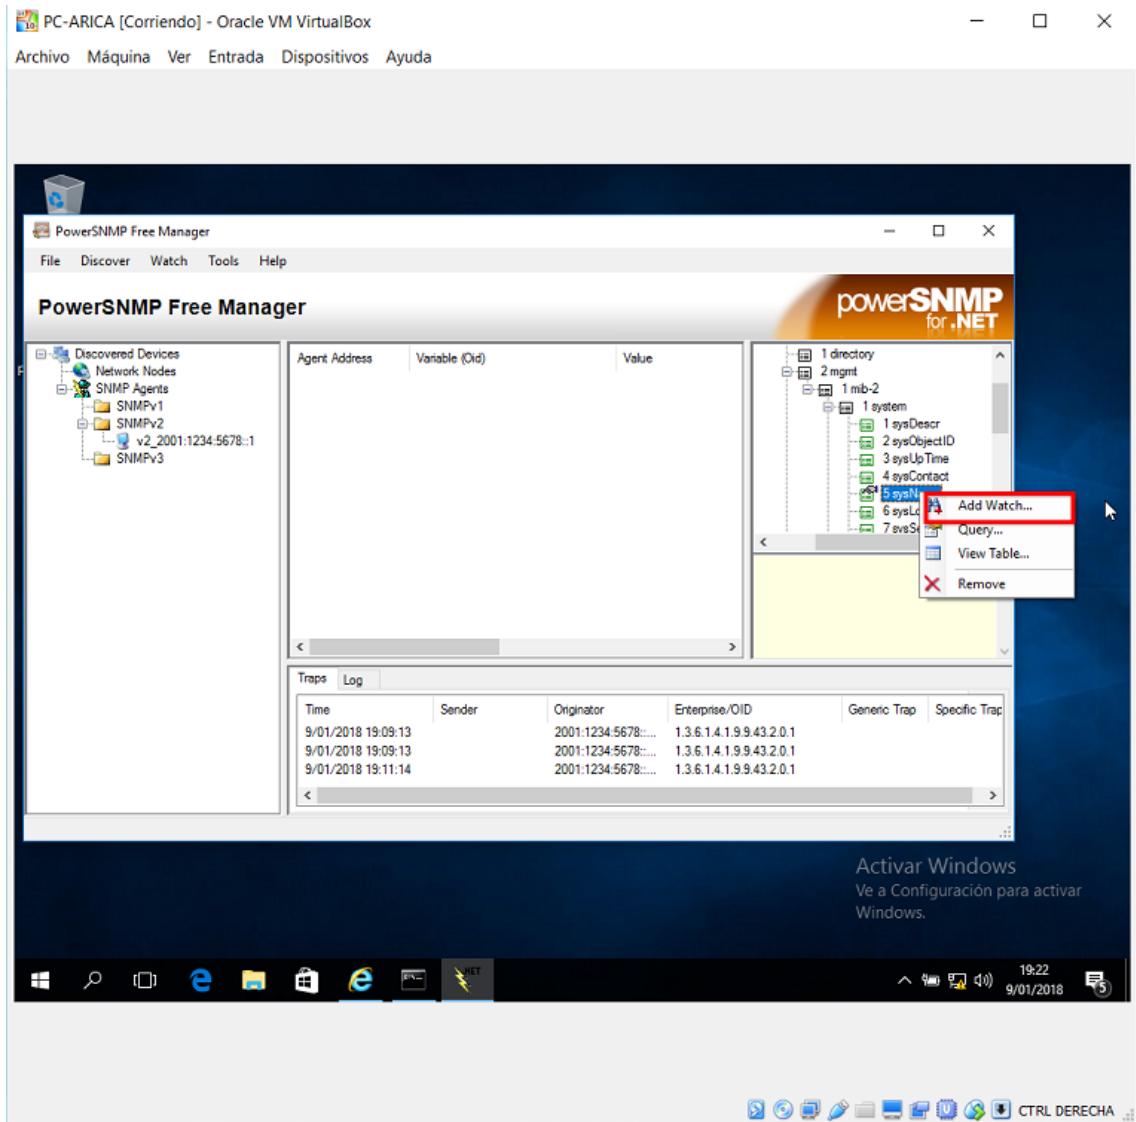 PC-ARICA [Corriendo] - Oracle VM VirtualBox
Archivo Máquina Ver Entrada Dispositivos Ayuda
PowerSNMP Free Manager
File Discover Watch Tools Help
PowerSNMP Free Manager
powerSNMP
for .NET
Discovered Devices
Network Nodes
SNMP Agents
SNMPv1
SNMPv2
v2_2001:1234:5678::1
SNMPv3
Agent Address Variable (Oid) Value
1 directory
2 mgmt
1 mib-2
1 system
1 sysDescr
2 sysObjectID
3 sysUpTime
4 sysContact
5 sysN
6 sysLo
7 sysSe
Add Watch...
Query...
View Table...
Remove
Traps Log
Time Sender Originator Enterprise/OID Generic Trap Specific Trap
9/01/2018 19:09:13 2001:1234:5678::... 1.3.6.1.4.1.9.9.43.2.0.1
9/01/2018 19:09:13 2001:1234:5678::... 1.3.6.1.4.1.9.9.43.2.0.1
9/01/2018 19:11:14 2001:1234:5678::... 1.3.6.1.4.1.9.9.43.2.0.1
Activar Windows
Ve a Configuración para activar
Windows.
.NET
19:22
9/01/2018
5
CTRL DERECHA